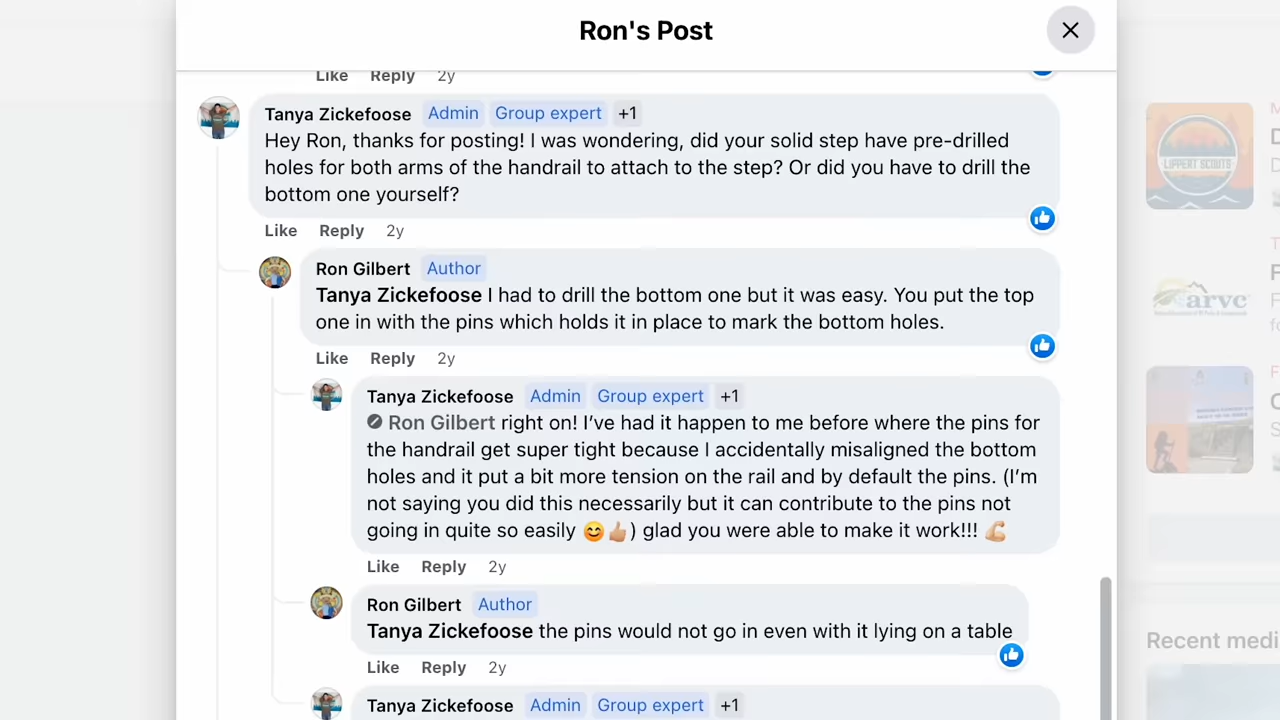 Ron's Post
Like Reply 2y
Tanya Zickefoose Admin Group expert +1
Hey Ron, thanks for posting! I was wondering, did your solid step have pre-drilled
holes for both arms of the handrail to attach to the step? Or did you have to drill the
bottom one yourself?
Like Reply 2y
Ron Gilbert Author
Tanya Zickefoose I had to drill the bottom one but it was easy. You put the top
one in with the pins which holds it in place to mark the bottom holes.
Like Reply 2y
Tanya Zickefoose Admin Group expert +1
Ron Gilbert right on! I’ve had it happen to me before where the pins for
the handrail get super tight because I accidentally misaligned the bottom
holes and it put a bit more tension on the rail and by default the pins. (I’m
not saying you did this necessarily but it can contribute to the pins not
going in quite so easily 😊👍🏼) glad you were able to make it work!!! 💪🏼
Like Reply 2y
Ron Gilbert Author
Tanya Zickefoose the pins would not go in even with it lying on a table
Like Reply 2y
Tanya Zickefoose Admin Group expert +1
LIPPERT SCOUTS
arvc
Recent medi